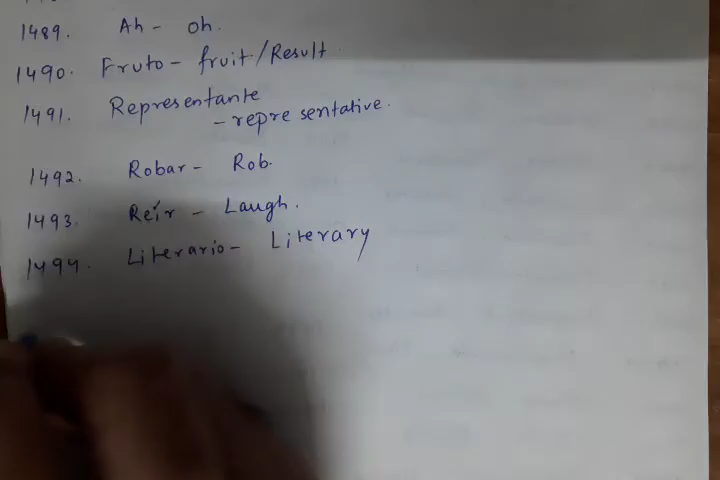 1489. Ah - oh.
1490. Fruto - fruit/Result
1491. Representante
- representative.
1492. Robar - Rob.
1493. Reír - Laugh.
1494. Literario - Literary